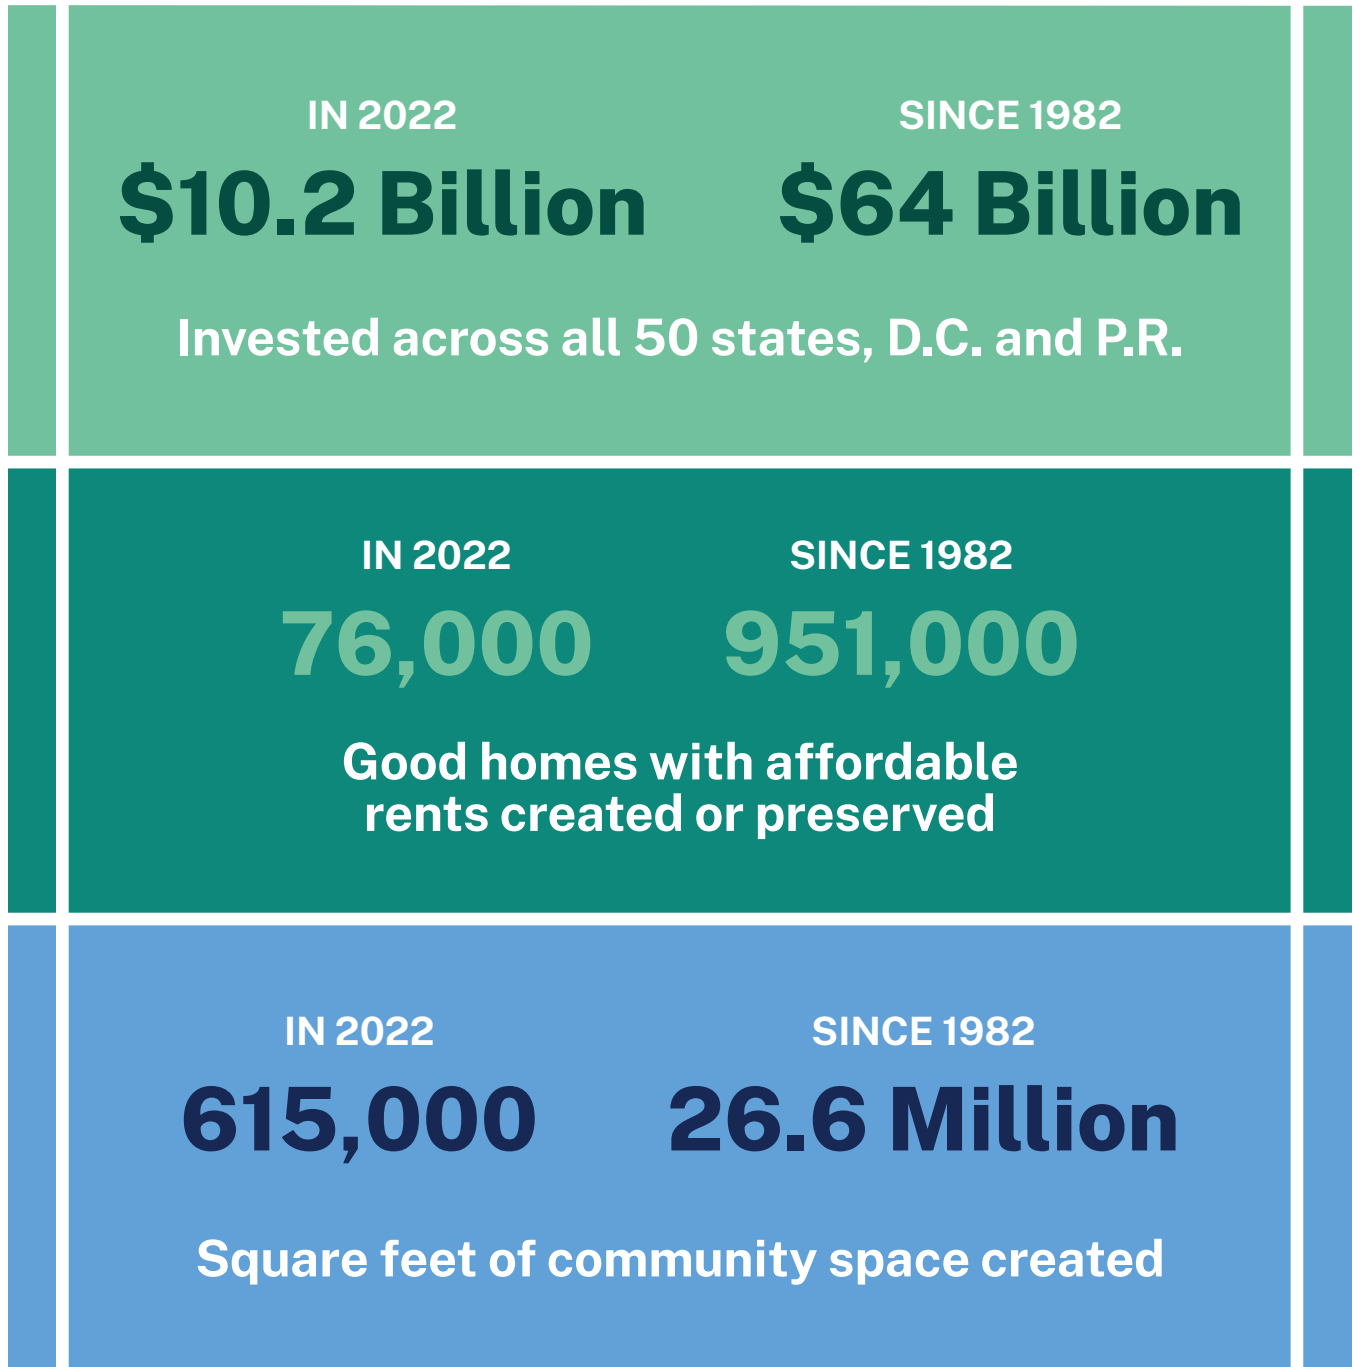 IN 2022
$10.2 Billion
SINCE 1982
$64 Billion
Invested across all 50 states, D.C. and P.R.
IN 2022
76,000
SINCE 1982
951,000
Good homes with affordable
rents created or preserved
IN 2022
615,000
SINCE 1982
26.6 Million
Square feet of community space created